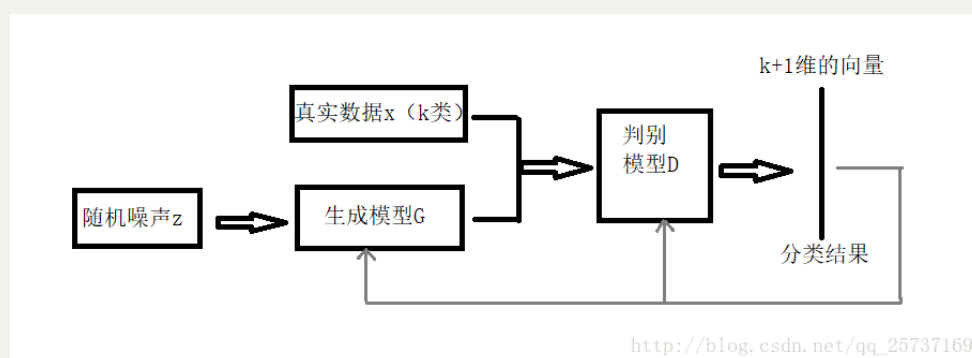 k+1维的向量
真实数据x（k类）
判别
模型D
随机噪声z
生成模型G
分类结果
http://blog.csdn.net/qq_25737169